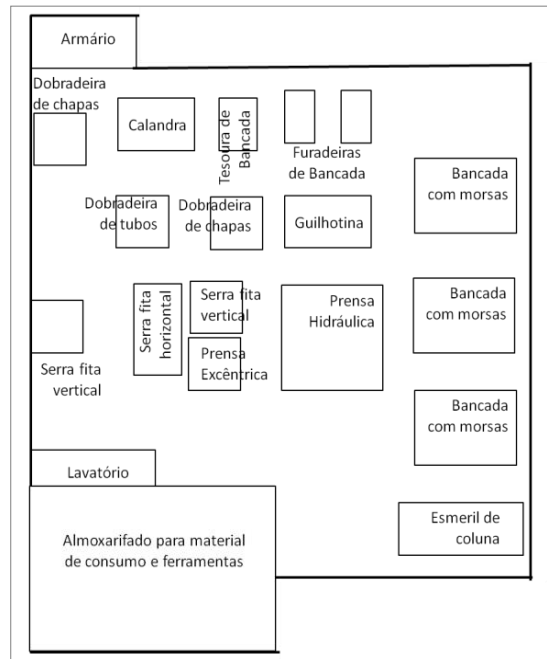 Armário
Dobradeira
de chapas
Calandra
Tesoura de
Bancada
Furadeiras
de Bancada
Bancada
com morsas
Dobradeira
de tubos
Dobradeira
de chapas
Guilhotina
Serra fita
horizontal
Serra fita
vertical
Prensa
Hidráulica
Bancada
com morsas
Serra fita
vertical
Prensa
Excêntrica
Bancada
com morsas
Lavatório
Almoxarifado para material
de consumo e ferramentas
Esmeril de
coluna